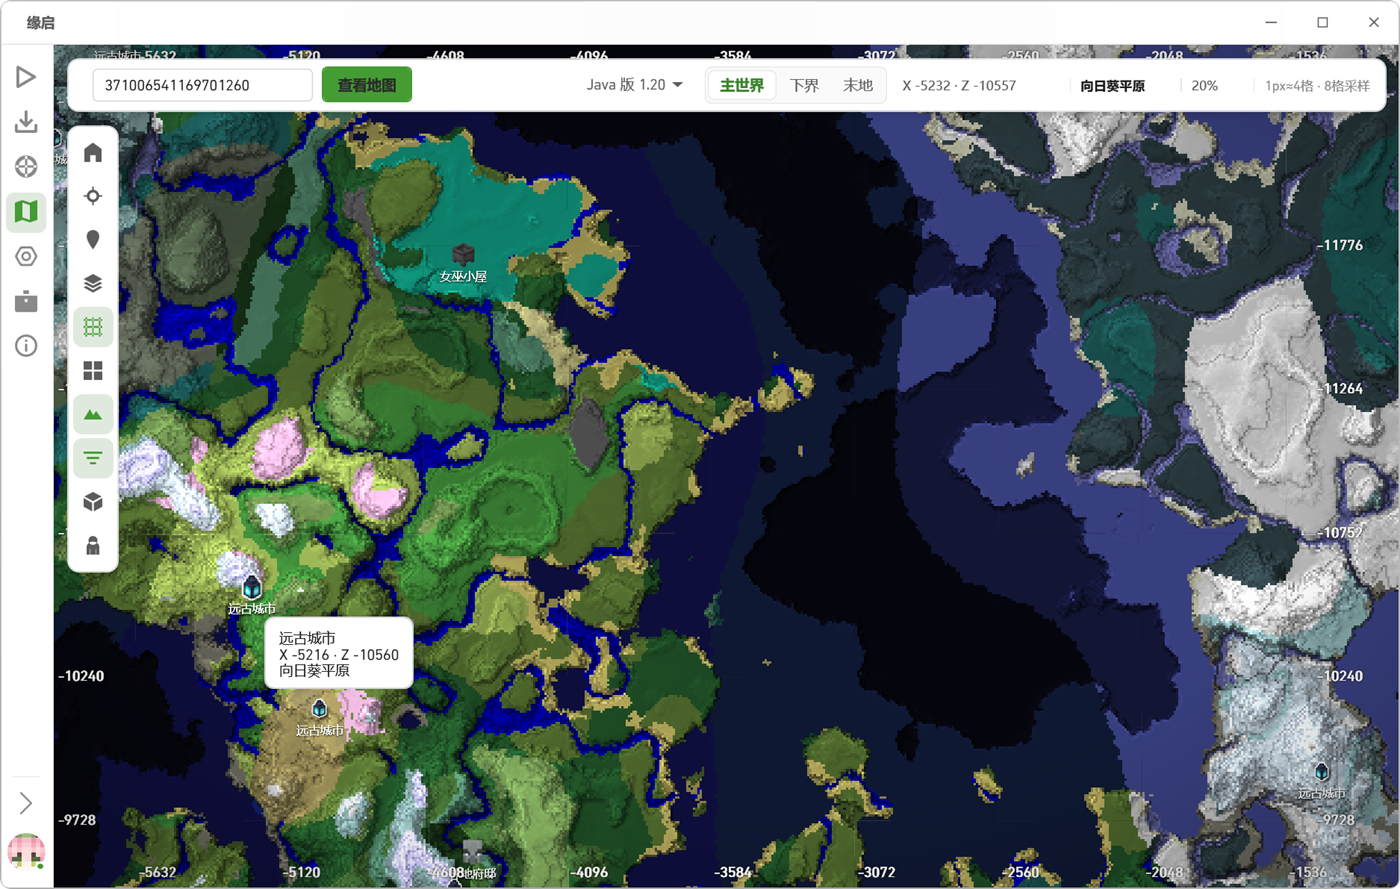 缘启
远古城市
-5632
-5120
-4608
-4096
-3584
-3072
-2560
-2048
-1536
371006541169701260
查看地图
Java 版 1.20
主世界
下界
末地
X -5232 · Z -10557
向日葵平原
20%
1px≈4格 · 8格采样
女巫小屋
-11776
-11264
-10752
远古城市
远古城市
X -5216 · Z -10560
向日葵平原
-10240
-10240
远古城市
远古城市
-9728
-9728
-5632
-5120
-4608
地府邸
-4096
-3584
-3072
-2560
-2048
-1536